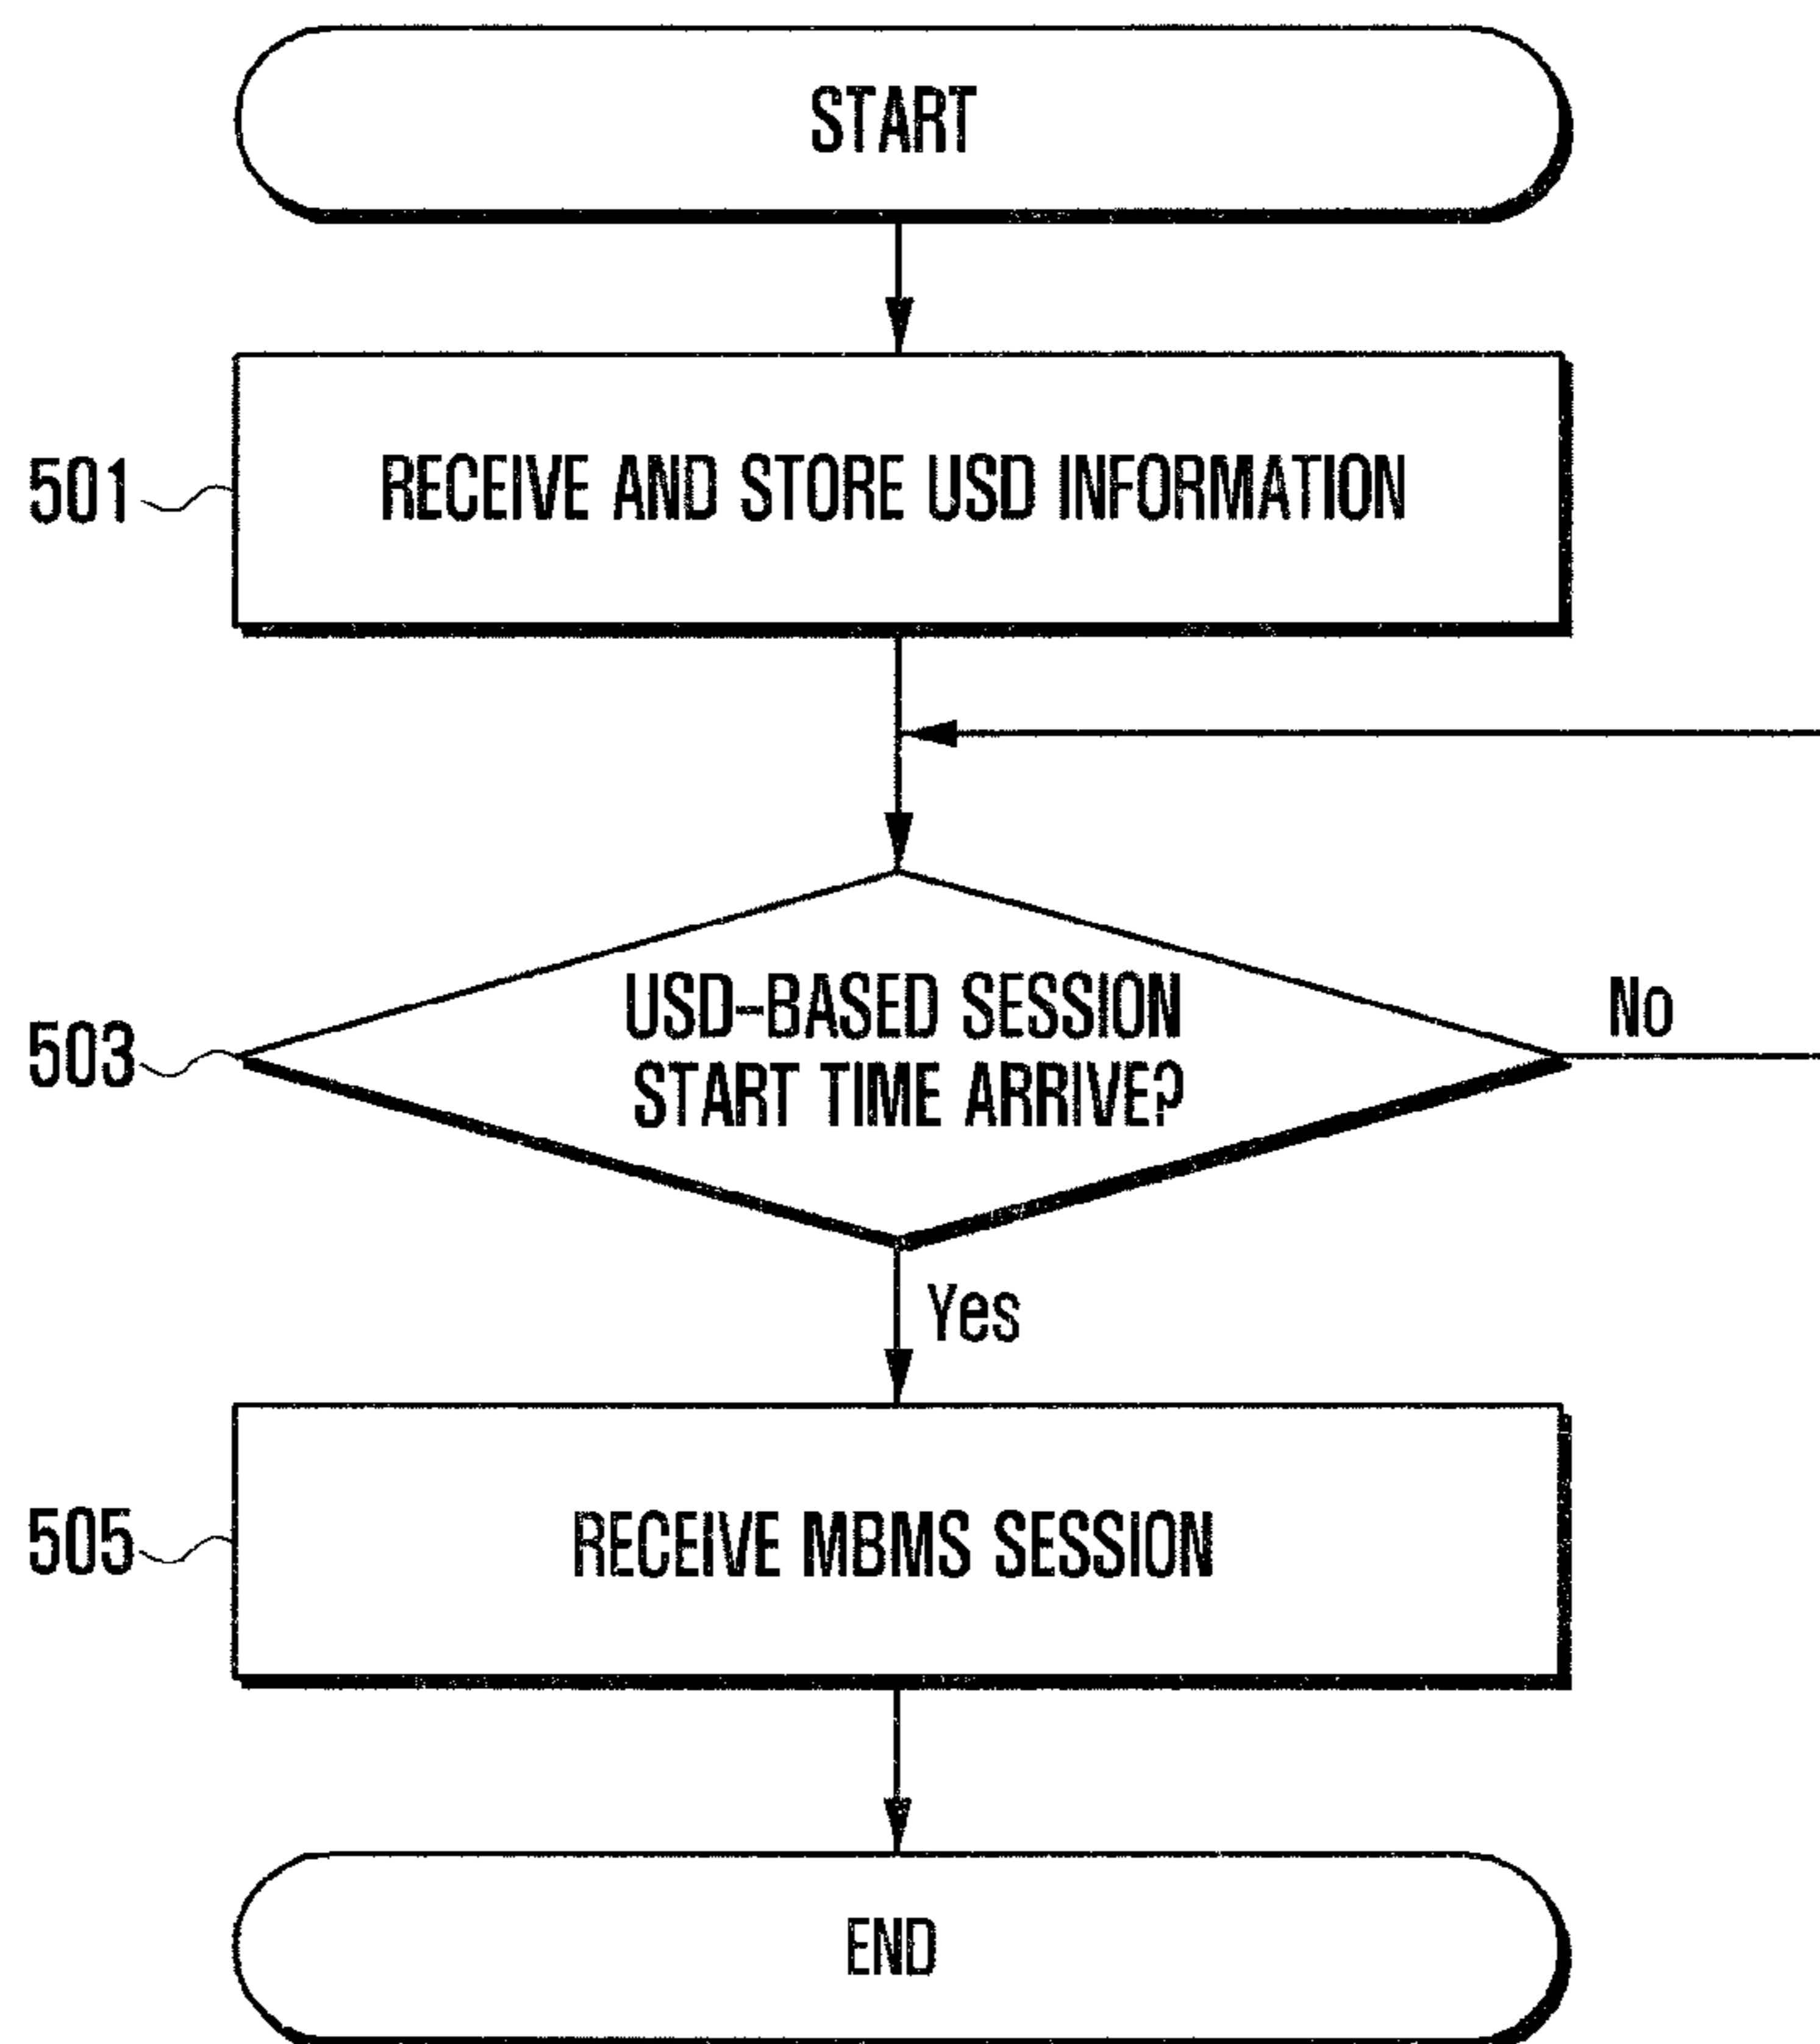 START
501
RECEIVE AND STORE USD INFORMATION
503
USD-BASED SESSION
START TIME ARRIVE?
No
Yes
505
RECEIVE MBMS SESSION
END